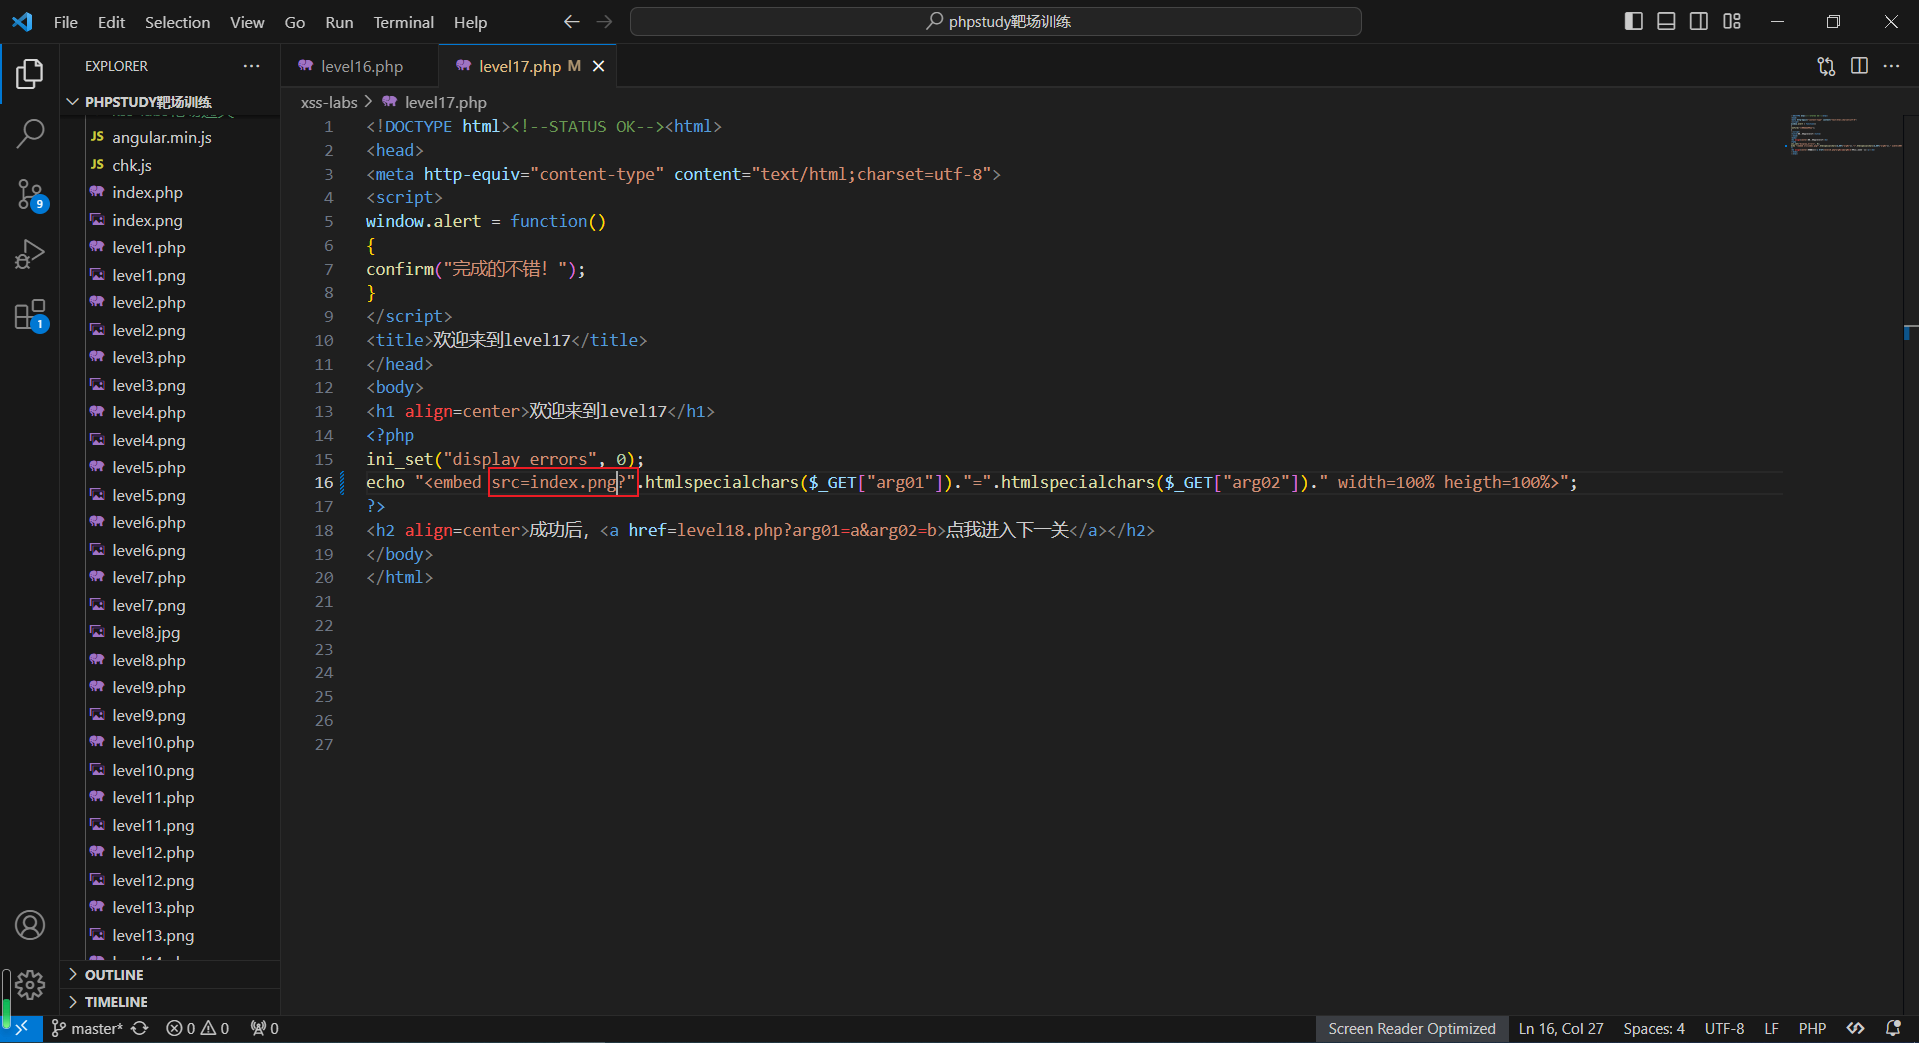 File Edit Selection View Go Run Terminal Help
phpstudy靶场训练
EXPLORER
level16.php
level17.php M
PHPSTUDY靶场训练
xss-labs > level17.php
angular.min.js
chk.js
index.php
index.png
level1.php
level1.png
level2.php
level2.png
level3.php
level3.png
level4.php
level4.png
level5.php
level5.png
level6.php
level6.png
level7.php
level7.png
level8.jpg
level8.php
level9.php
level9.png
level10.php
level10.png
level11.php
level11.png
level12.php
level12.png
level13.php
level13.png
OUTLINE
TIMELINE
9
1
1 <!DOCTYPE html><!--STATUS OK--><html>
2 <head>
3 <meta http-equiv="content-type" content="text/html;charset=utf-8">
4 <script>
5 window.alert = function()
6 {
7 confirm("完成的不错！");
8 }
9 </script>
10 <title>欢迎来到level17</title>
11 </head>
12 <body>
13 <h1 align=center>欢迎来到level17</h1>
14 <?php
15 ini_set("display_errors", 0);
16 echo "<embed src=index.png?".htmlspecialchars($_GET["arg01"])."=".htmlspecialchars($_GET["arg02"])." width=100% heigth=100%>";
17 ?>
18 <h2 align=center>成功后，<a href=level18.php?arg01=a&arg02=b>点我进入下一关</a></h2>
19 </body>
20 </html>
21
22
23
24
25
26
27
master* 0 0 0
Screen Reader Optimized Ln 16, Col 27 Spaces: 4 UTF-8 LF PHP